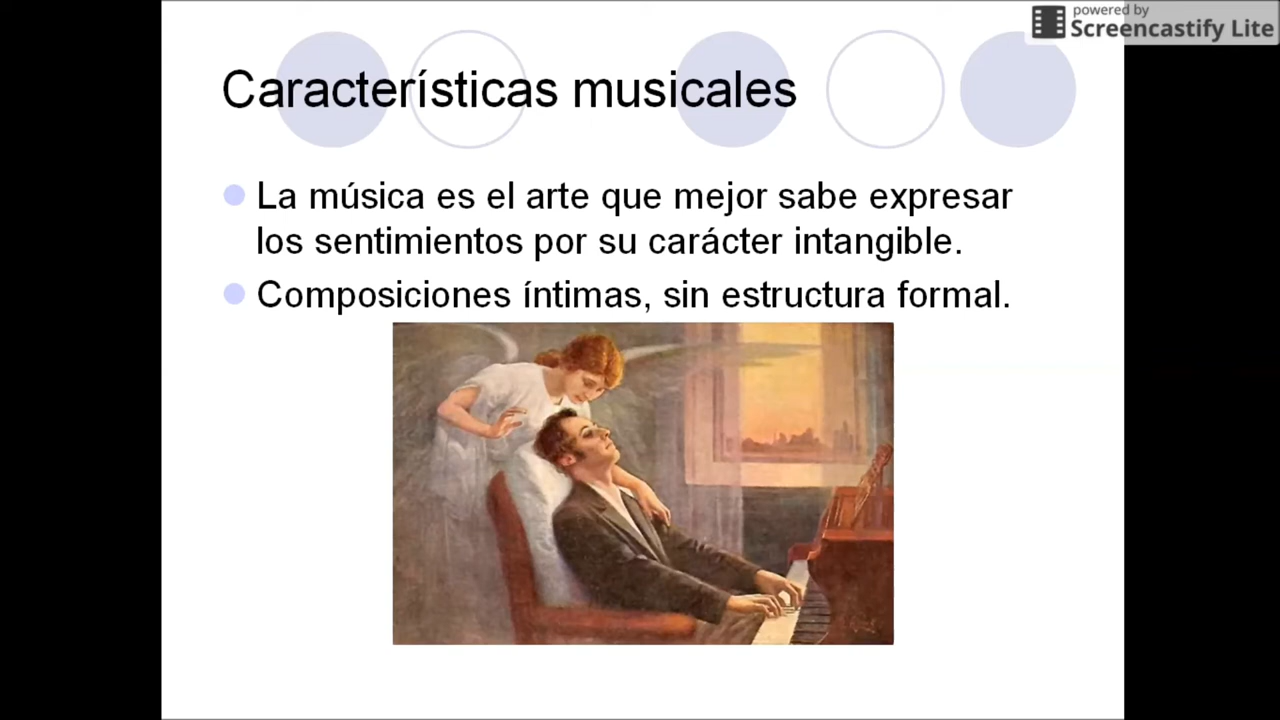 powered by
Screencastify Lite
Características musicales
La música es el arte que mejor sabe expresar
los sentimientos por su carácter intangible.
Composiciones íntimas, sin estructura formal.